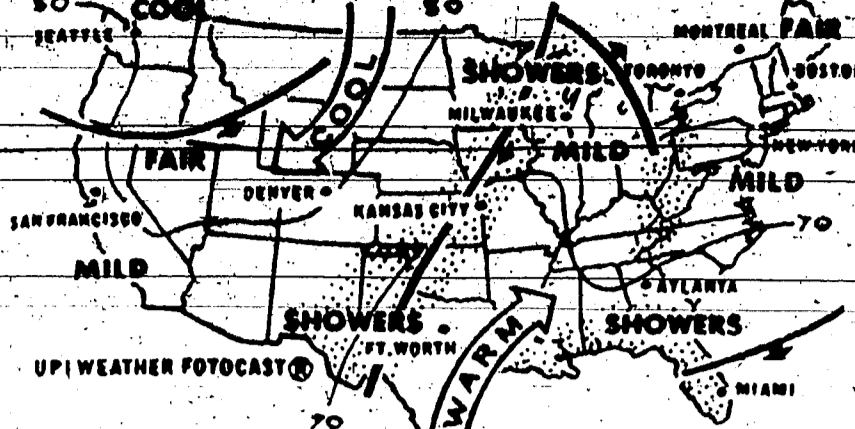 50
COOL
SEATTLE
50
MONTREAL
FAIR
SHOWERS
TORONTO
BOSTO
COOL
MILWAUKEE
FAIR
MILD
NEW YORK
MILD
DENVER
KANSAS CITY
SAN FRANCISCO
70
MILD
ATLANTA
SHOWERS
FT. WORTH
WARM
SHOWERS
UPI WEATHER FOTOCAST®
MIAMI
70